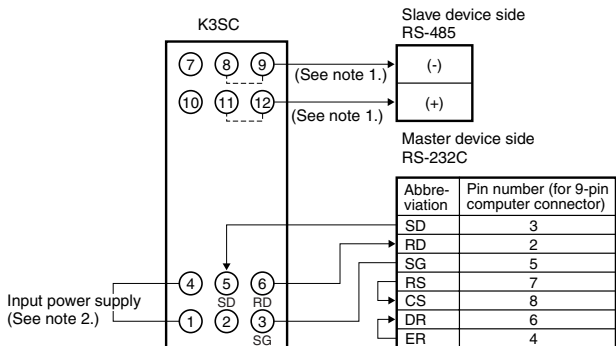 K3SC
Slave device side
RS-485
7 8 9
(See note 1.)
(-)
10 11 12
(See note 1.)
(+)
Master device side
RS-232C
Abbre-
viation
Pin number (for 9-pin
computer connector)
SD 3
RD 2
SG 5
RS 7
CS 8
DR 6
ER 4
4 5 6
SD RD
Input power supply
(See note 2.)
1 2 3
SG